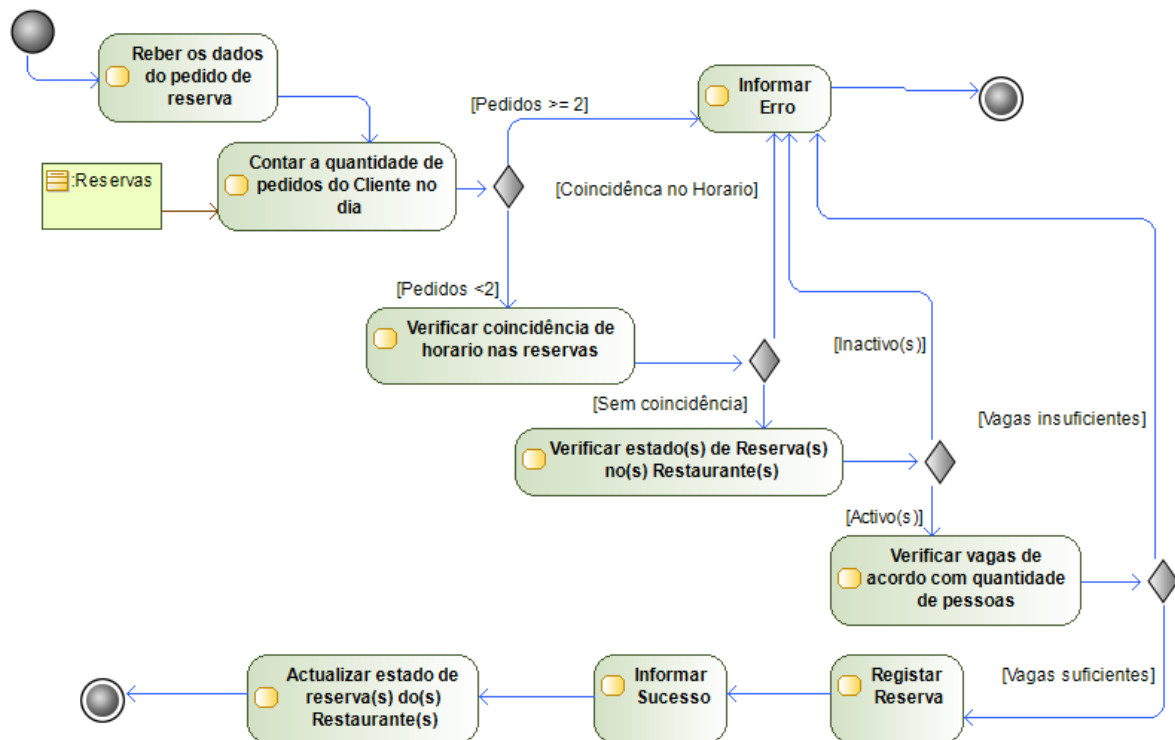 Reber os dados
do pedido de
reserva
Informar
Erro
[Pedidos >= 2]
:Reservas
Contar a quantidade de
pedidos do Cliente no
dia
[Coincidênca no Horario]
[Pedidos <2]
Verificar coincidência de
horario nas reservas
[Inactivo(s)]
[Sem coincidência]
[Vagas insuficientes]
Verificar estado(s) de Reserva(s)
no(s) Restaurante(s)
[Activo(s)]
Verificar vagas de
acordo com quantidade
de pessoas
[Vagas suficientes]
Registar
Reserva
Informar
Sucesso
Actualizar estado de
reserva(s) do(s)
Restaurante(s)